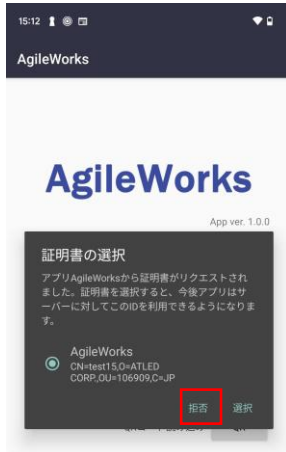 15:12
AgileWorks
AgileWorks
App ver. 1.0.0
証明書の選択
アプリAgileWorksから証明書がリクエストされ
ました。証明書を選択すると、今後アプリはサ
ーバーに対してこのIDを利用できるようになりま
す。
AgileWorks
CN=test15,O=ATLED
CORP.,OU=106909,C=JP
拒否 選択